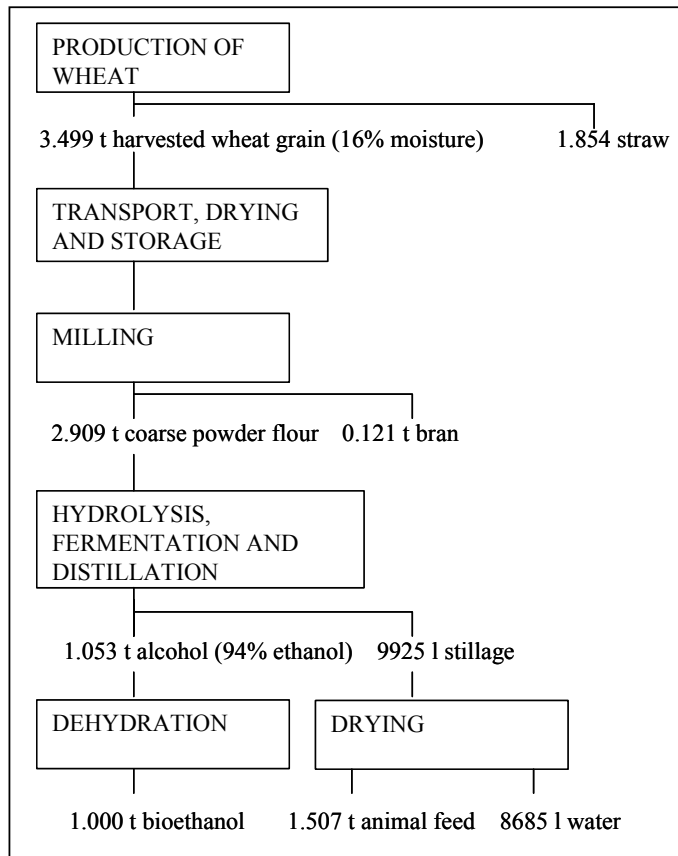 PRODUCTION OF
WHEAT
3.499 t harvested wheat grain (16% moisture)
1.854 straw
TRANSPORT, DRYING
AND STORAGE
MILLING
2.909 t coarse powder flour
0.121 t bran
HYDROLYSIS,
FERMENTATION AND
DISTILLATION
1.053 t alcohol (94% ethanol)
9925 l stillage
DEHYDRATION
DRYING
1.000 t bioethanol
1.507 t animal feed
8685 l water